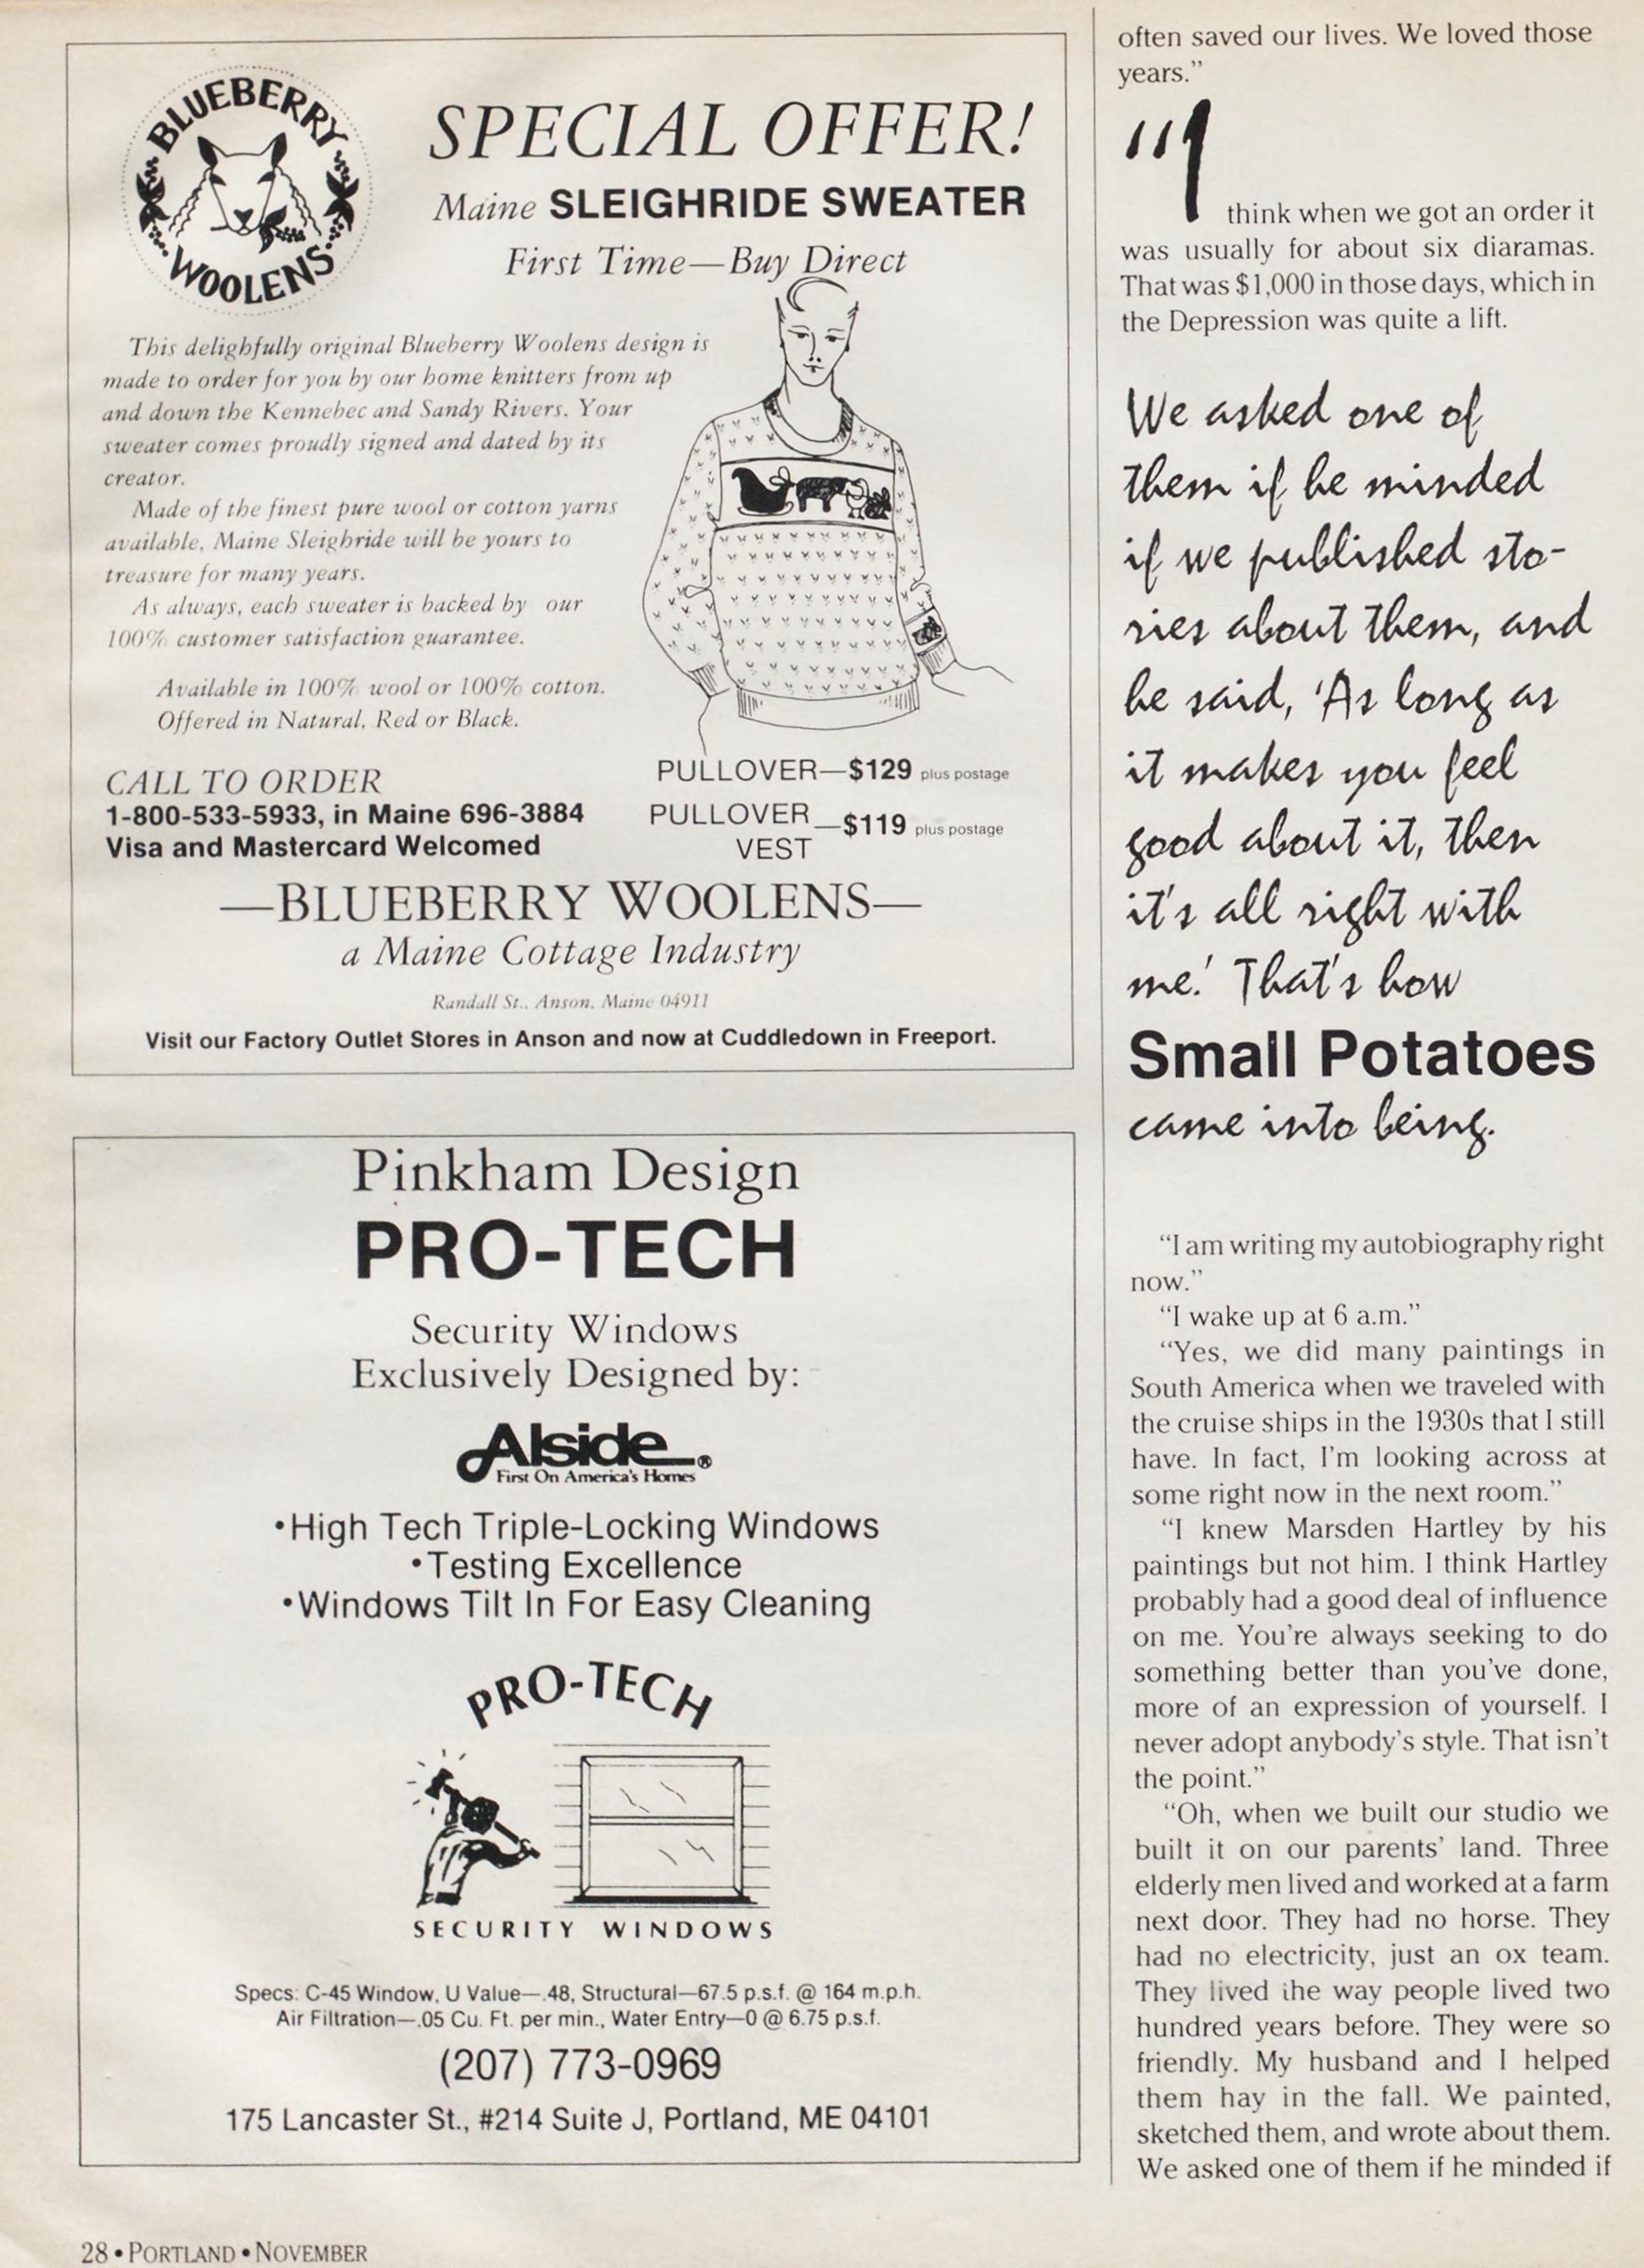 BLUEBERRY
WOOLENS
SPECIAL OFFER!
Maine SLEIGHRIDE SWEATER
First Time—Buy Direct
This delighfully original Blueberry Woolens design is
made to order for you by our home knitters from up
and down the Kennebec and Sandy Rivers. Your
sweater comes proudly signed and dated by its
creator.
Made of the finest pure wool or cotton yarns
available, Maine Sleighride will be yours to
treasure for many years.
As always, each sweater is backed by our
100% customer satisfaction guarantee.
Available in 100% wool or 100% cotton.
Offered in Natural, Red or Black.
CALL TO ORDER
1-800-533-5933, in Maine 696-3884
Visa and Mastercard Welcomed
PULLOVER—$129 plus postage
PULLOVER
VEST —$119 plus postage
—BLUEBERRY WOOLENS—
a Maine Cottage Industry
Randall St., Anson, Maine 04911
Visit our Factory Outlet Stores in Anson and now at Cuddledown in Freeport.
Pinkham Design
PRO-TECH
Security Windows
Exclusively Designed by:
Alside®
First On America's Homes
•High Tech Triple-Locking Windows
•Testing Excellence
•Windows Tilt In For Easy Cleaning
PRO-TECH
SECURITY WINDOWS
Specs: C-45 Window, U Value—.48, Structural—67.5 p.s.f. @ 164 m.p.h.
Air Filtration—.05 Cu. Ft. per min., Water Entry—0 @ 6.75 p.s.f.
(207) 773-0969
175 Lancaster St., #214 Suite J, Portland, ME 04101
often saved our lives. We loved those
years."
"I think when we got an order it
was usually for about six diaramas.
That was $1,000 in those days, which in
the Depression was quite a lift.
We asked one of
them if he minded
if we published sto-
ries about them, and
he said, 'As long as
it makes you feel
good about it, then
it's all right with
me.' That's how
Small Potatoes
came into being.
"I am writing my autobiography right
now."
"I wake up at 6 a.m."
"Yes, we did many paintings in
South America when we traveled with
the cruise ships in the 1930s that I still
have. In fact, I'm looking across at
some right now in the next room."
"I knew Marsden Hartley by his
paintings but not him. I think Hartley
probably had a good deal of influence
on me. You're always seeking to do
something better than you've done,
more of an expression of yourself. I
never adopt anybody's style. That isn't
the point."
"Oh, when we built our studio we
built it on our parents' land. Three
elderly men lived and worked at a farm
next door. They had no horse. They
had no electricity, just an ox team.
They lived the way people lived two
hundred years before. They were so
friendly. My husband and I helped
them hay in the fall. We painted,
sketched them, and wrote about them.
We asked one of them if he minded if
28•PORTLAND•NOVEMBER